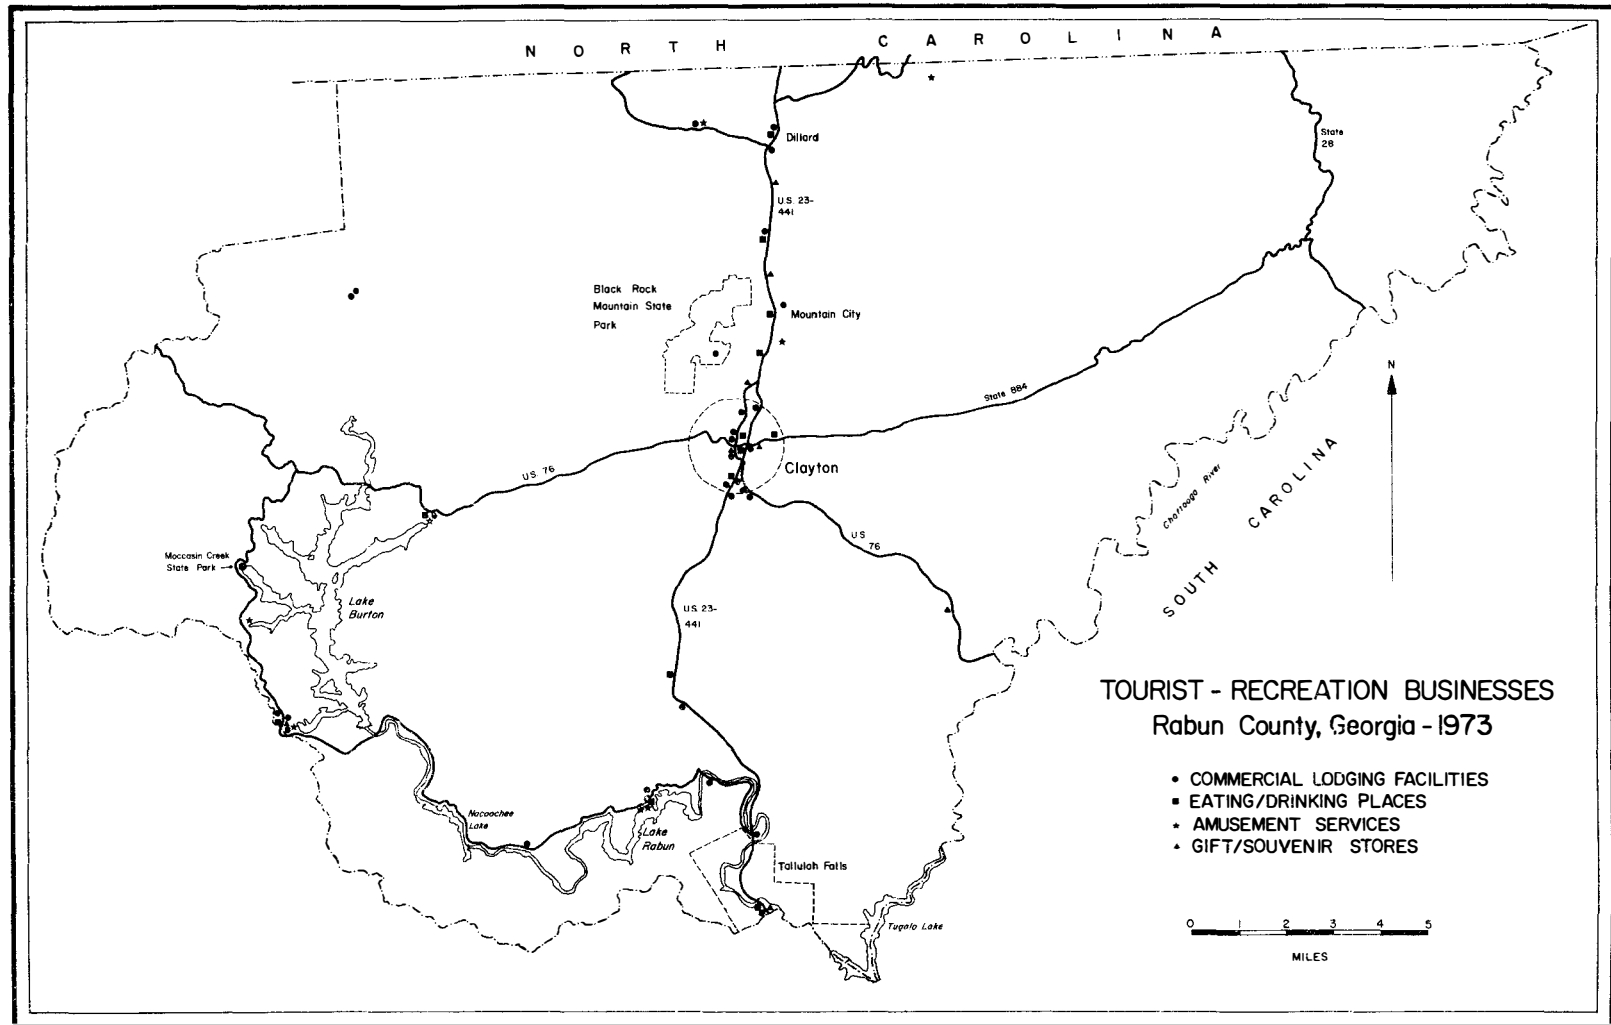 NORTH CAROLINA
State
28
Dillard
U.S. 23-
441
Black Rock
Mountain State
Park
Mountain City
N
State 884
U.S. 76
Clayton
Chattooga River
SOUTH CAROLINA
Moccasin Creek
State Park
U.S.
76
Lake
Burton
U.S. 23-
441
TOURIST - RECREATION BUSINESSES
Rabun County, Georgia - 1973
COMMERCIAL LODGING FACILITIES
EATING/DRINKING PLACES
AMUSEMENT SERVICES
GIFT/SOUVENIR STORES
Nacoochee
Lake
Lake
Rabun
Tallulah Falls
Tugalo Lake
0 1 2 3 4 5
MILES